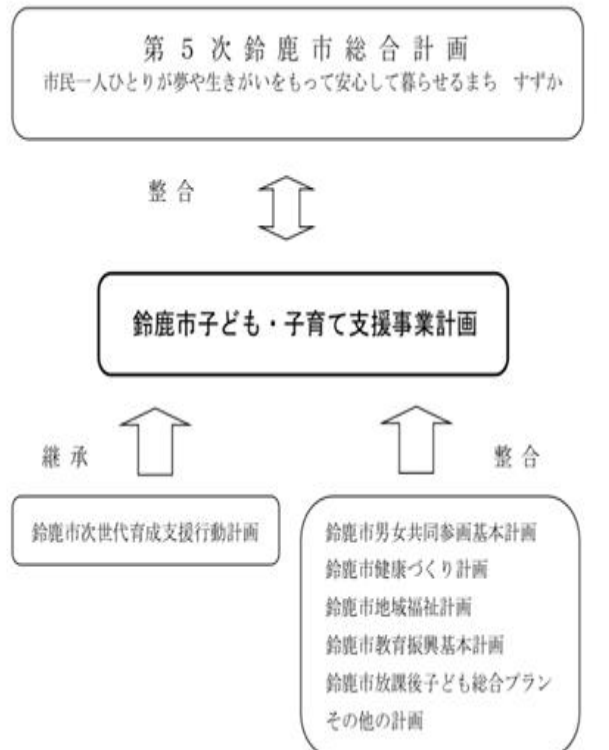 第5次鈴鹿市総合計画
市民一人ひとりが夢や生きがいをもって安心して暮らせるまち　すずか
整合
鈴鹿市子ども・子育て支援事業計画
継承
整合
鈴鹿市次世代育成支援行動計画
鈴鹿市男女共同参画基本計画
鈴鹿市健康づくり計画
鈴鹿市地域福祉計画
鈴鹿市教育振興基本計画
鈴鹿市放課後子ども総合プラン
その他の計画